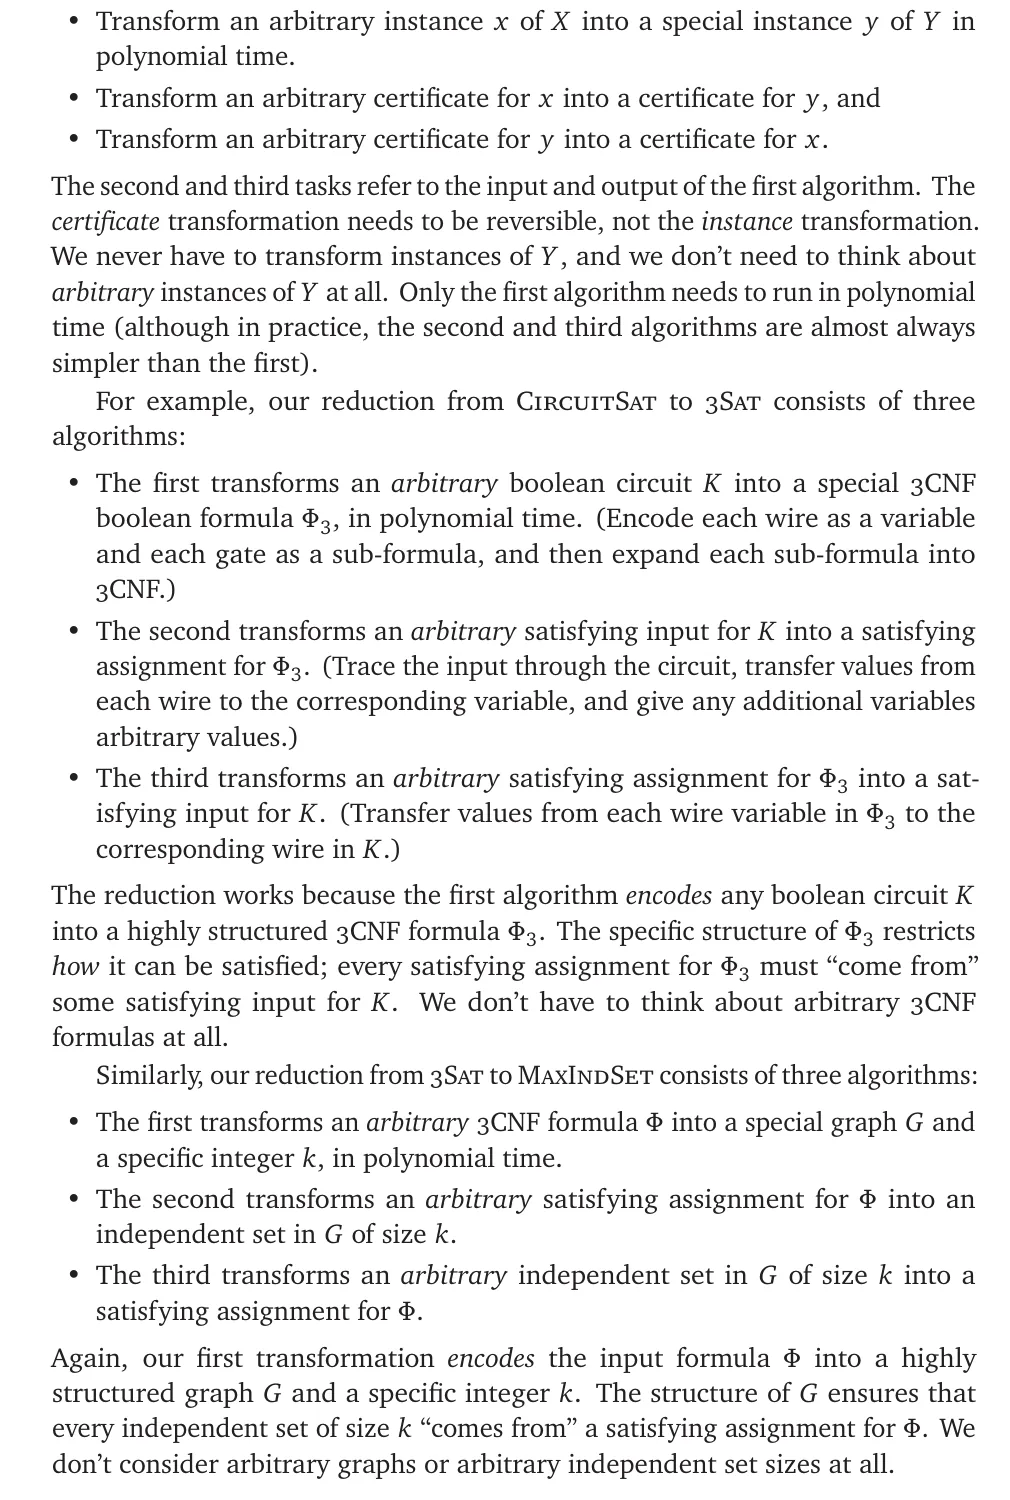 • Transform an arbitrary instance x of X into a special instance y of Y in
polynomial time.
• Transform an arbitrary certificate for x into a certificate for y, and
• Transform an arbitrary certificate for y into a certificate for x.
The second and third tasks refer to the input and output of the first algorithm. The
certificate transformation needs to be reversible, not the instance transformation.
We never have to transform instances of Y, and we don’t need to think about
arbitrary instances of Y at all. Only the first algorithm needs to run in polynomial
time (although in practice, the second and third algorithms are almost always
simpler than the first).
For example, our reduction from CIRCUITSAT to 3SAT consists of three
algorithms:
• The first transforms an arbitrary boolean circuit K into a special 3CNF
boolean formula Φ₃, in polynomial time. (Encode each wire as a variable
and each gate as a sub-formula, and then expand each sub-formula into
3CNF.)
• The second transforms an arbitrary satisfying input for K into a satisfying
assignment for Φ₃. (Trace the input through the circuit, transfer values from
each wire to the corresponding variable, and give any additional variables
arbitrary values.)
• The third transforms an arbitrary satisfying assignment for Φ₃ into a sat-
isfying input for K. (Transfer values from each wire variable in Φ₃ to the
corresponding wire in K.)
The reduction works because the first algorithm encodes any boolean circuit K
into a highly structured 3CNF formula Φ₃. The specific structure of Φ₃ restricts
how it can be satisfied; every satisfying assignment for Φ₃ must “come from”
some satisfying input for K. We don’t have to think about arbitrary 3CNF
formulas at all.
Similarly, our reduction from 3SAT to MAXINDSET consists of three algorithms:
• The first transforms an arbitrary 3CNF formula Φ into a special graph G and
a specific integer k, in polynomial time.
• The second transforms an arbitrary satisfying assignment for Φ into an
independent set in G of size k.
• The third transforms an arbitrary independent set in G of size k into a
satisfying assignment for Φ.
Again, our first transformation encodes the input formula Φ into a highly
structured graph G and a specific integer k. The structure of G ensures that
every independent set of size k “comes from” a satisfying assignment for Φ. We
don’t consider arbitrary graphs or arbitrary independent set sizes at all.